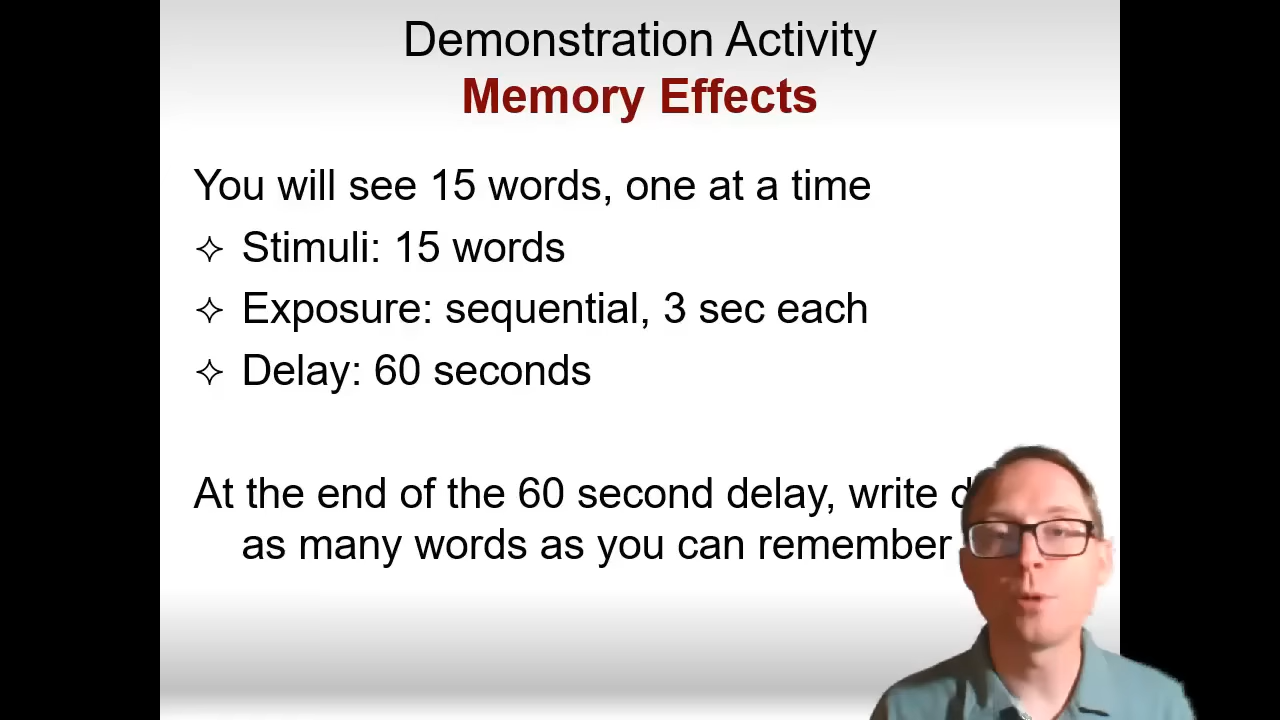 Demonstration Activity
Memory Effects
You will see 15 words, one at a time
Stimuli: 15 words
Exposure: sequential, 3 sec each
Delay: 60 seconds
At the end of the 60 second delay, write
as many words as you can remember